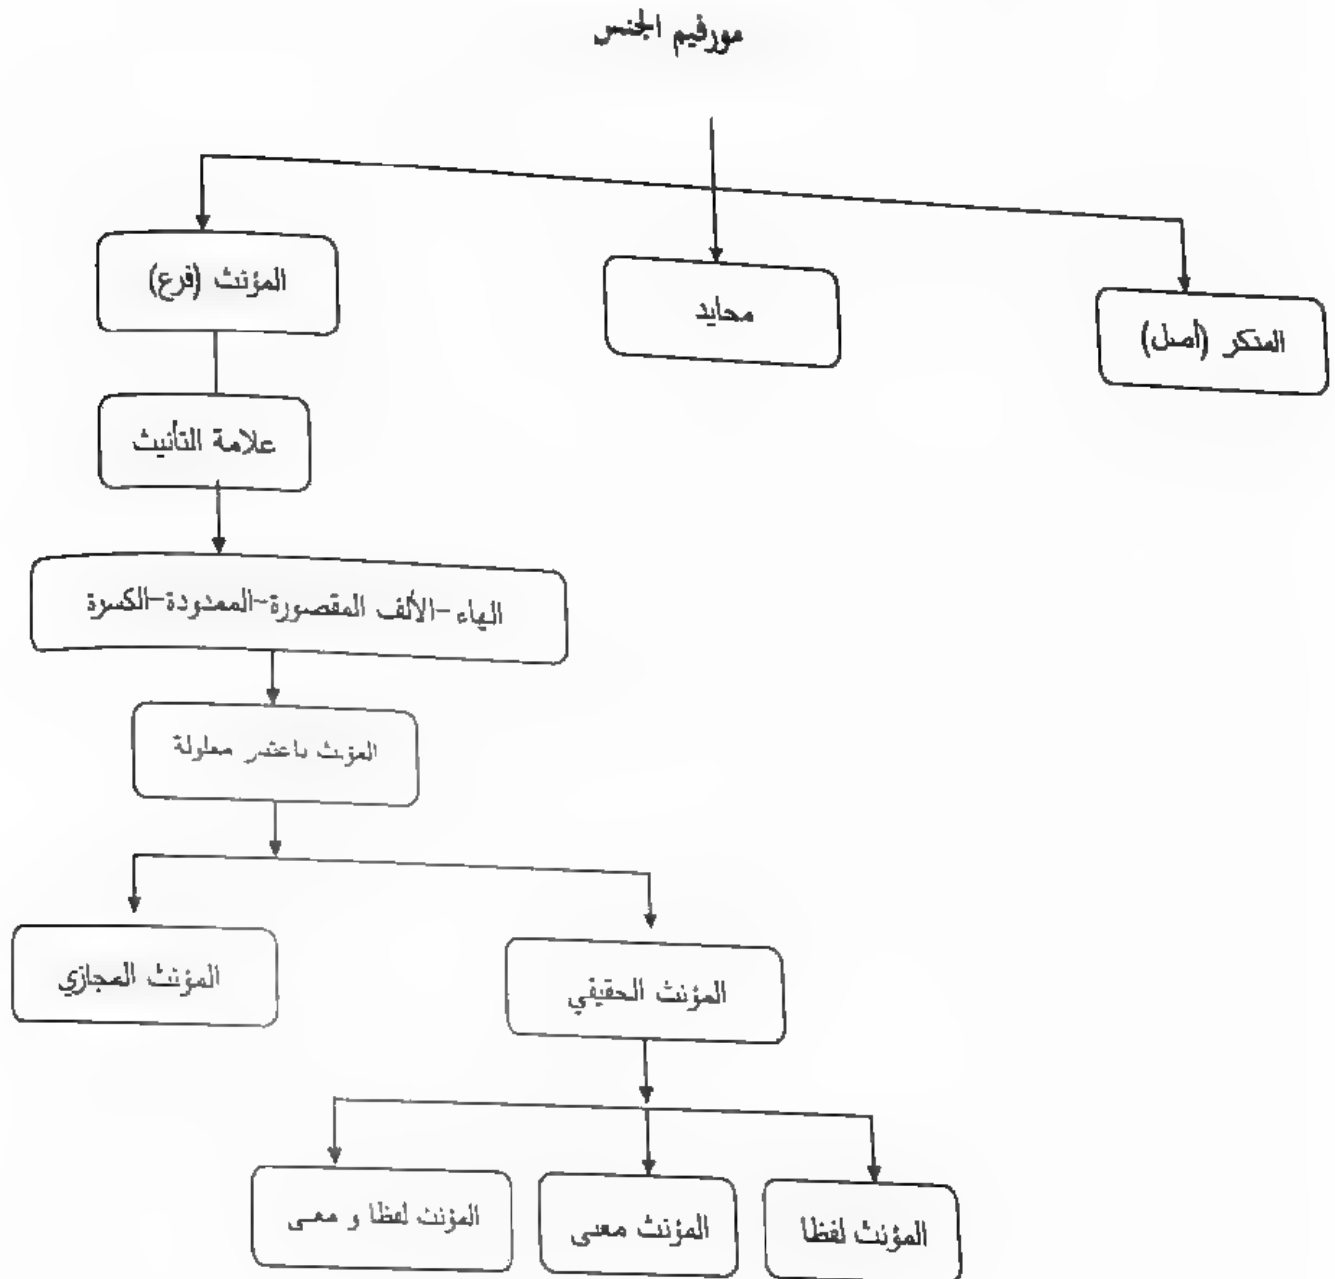 مورفيم الجنس
المذكر (أصل)
محايد
المؤنث (فرع)
علامة التأنيث
الهاء-الألف المقصورة-الممدودة-الكسرة
المؤنث باعتبار معلولة
المؤنث الحقيقي
المؤنث المجازي
المؤنث لفظا
المؤنث معنى
المؤنث لفظا و معنى